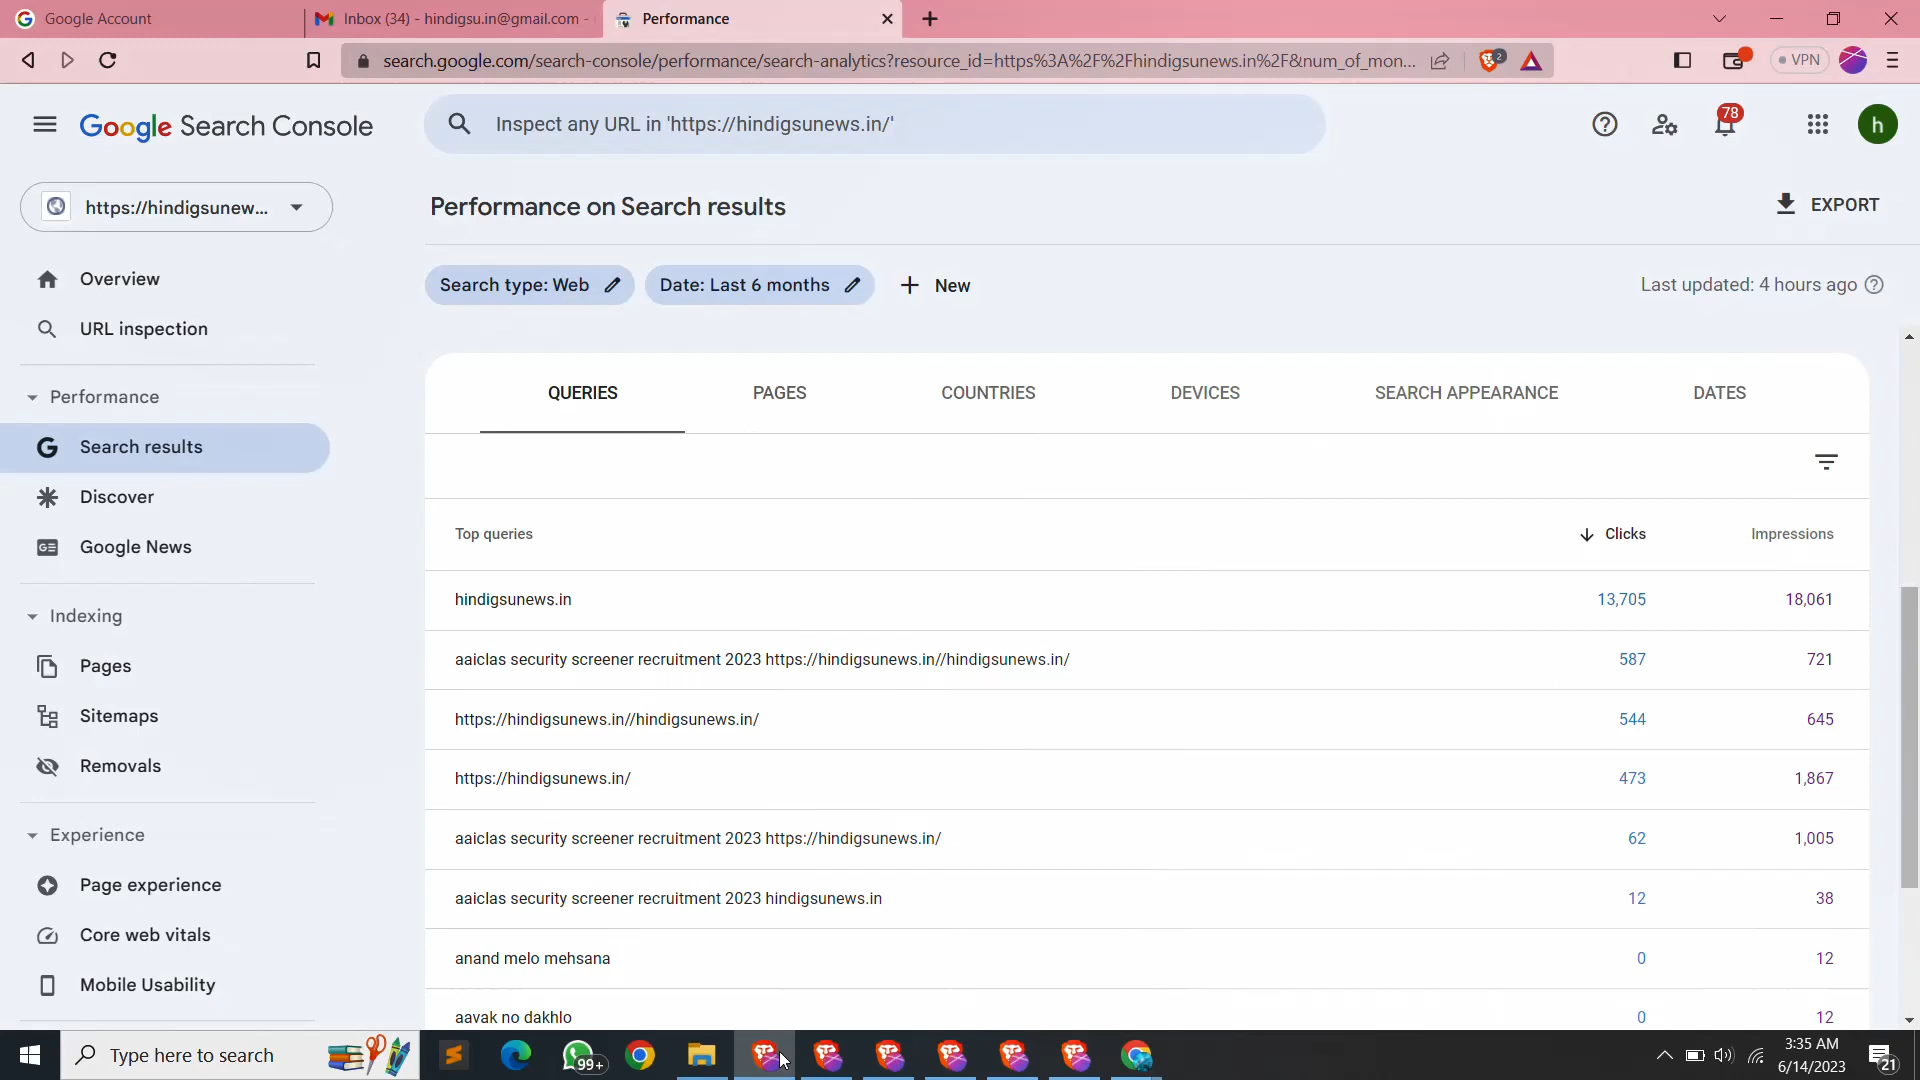 Google Account
Inbox (34) - hindigsu.in@gmail.com -
Performance
search.google.com/search-console/performance/search-analytics?resource_id=https%3A%2F%2Fhindigsunews.in%2F&num_of_mon...
2
VPN
Google Search Console
Inspect any URL in 'https://hindigsunews.in/'
78
h
https://hindigsunew...
Performance on Search results
EXPORT
Search type: Web
Date: Last 6 months
New
Last updated: 4 hours ago
Overview
URL inspection
Performance
Search results
Discover
Google News
Indexing
Pages
Sitemaps
Removals
Experience
Page experience
Core web vitals
Mobile Usability
QUERIES PAGES COUNTRIES DEVICES SEARCH APPEARANCE DATES
Top queries Clicks Impressions
hindigsunews.in 13,705 18,061
aaiclas security screener recruitment 2023 https://hindigsunews.in//hindigsunews.in/ 587 721
https://hindigsunews.in//hindigsunews.in/ 544 645
https://hindigsunews.in/ 473 1,867
aaiclas security screener recruitment 2023 https://hindigsunews.in/ 62 1,005
aaiclas security screener recruitment 2023 hindigsunews.in 12 38
anand melo mehsana 0 12
aavak no dakhlo 0 12
Type here to search
99+
3:35 AM
6/14/2023
21